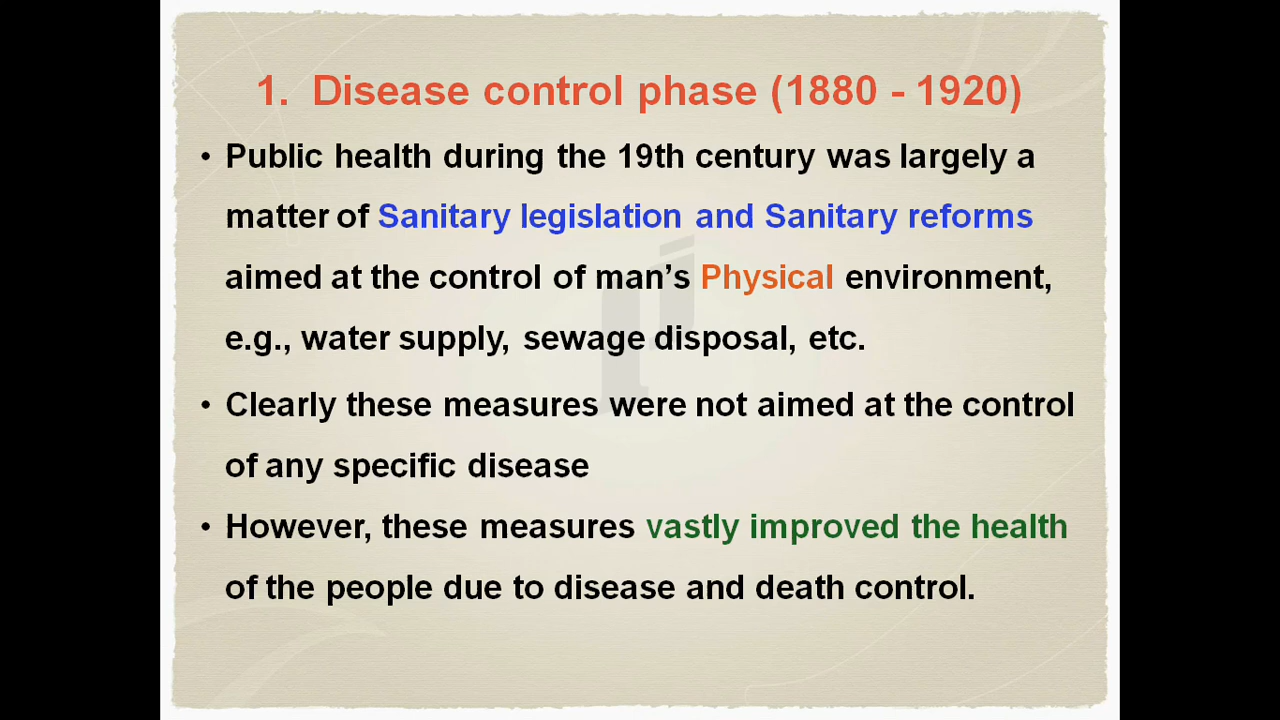 1. Disease control phase (1880 - 1920)
• Public health during the 19th century was largely a
matter of Sanitary legislation and Sanitary reforms
aimed at the control of man’s Physical environment,
e.g., water supply, sewage disposal, etc.
• Clearly these measures were not aimed at the control
of any specific disease
• However, these measures vastly improved the health
of the people due to disease and death control.